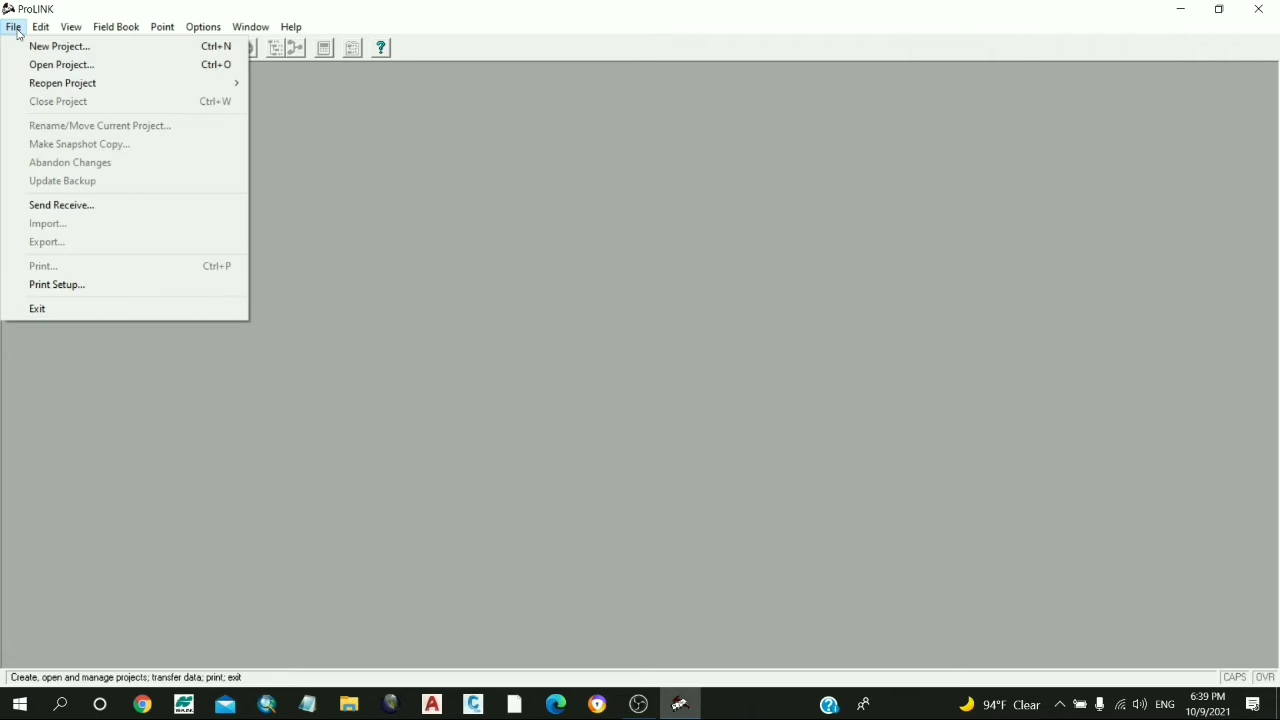 ProLINK
File Edit View Field Book Point Options Window Help
New Project... Ctrl+N
Open Project... Ctrl+O
Reopen Project
Close Project Ctrl+W
Rename/Move Current Project...
Make Snapshot Copy...
Abandon Changes
Update Backup
Send Receive...
Import...
Export...
Print... Ctrl+P
Print Setup...
Exit
Create, open and manage projects; transfer data; print; exit CAPS OVR
94°F Clear ENG
6:39 PM
10/9/2021